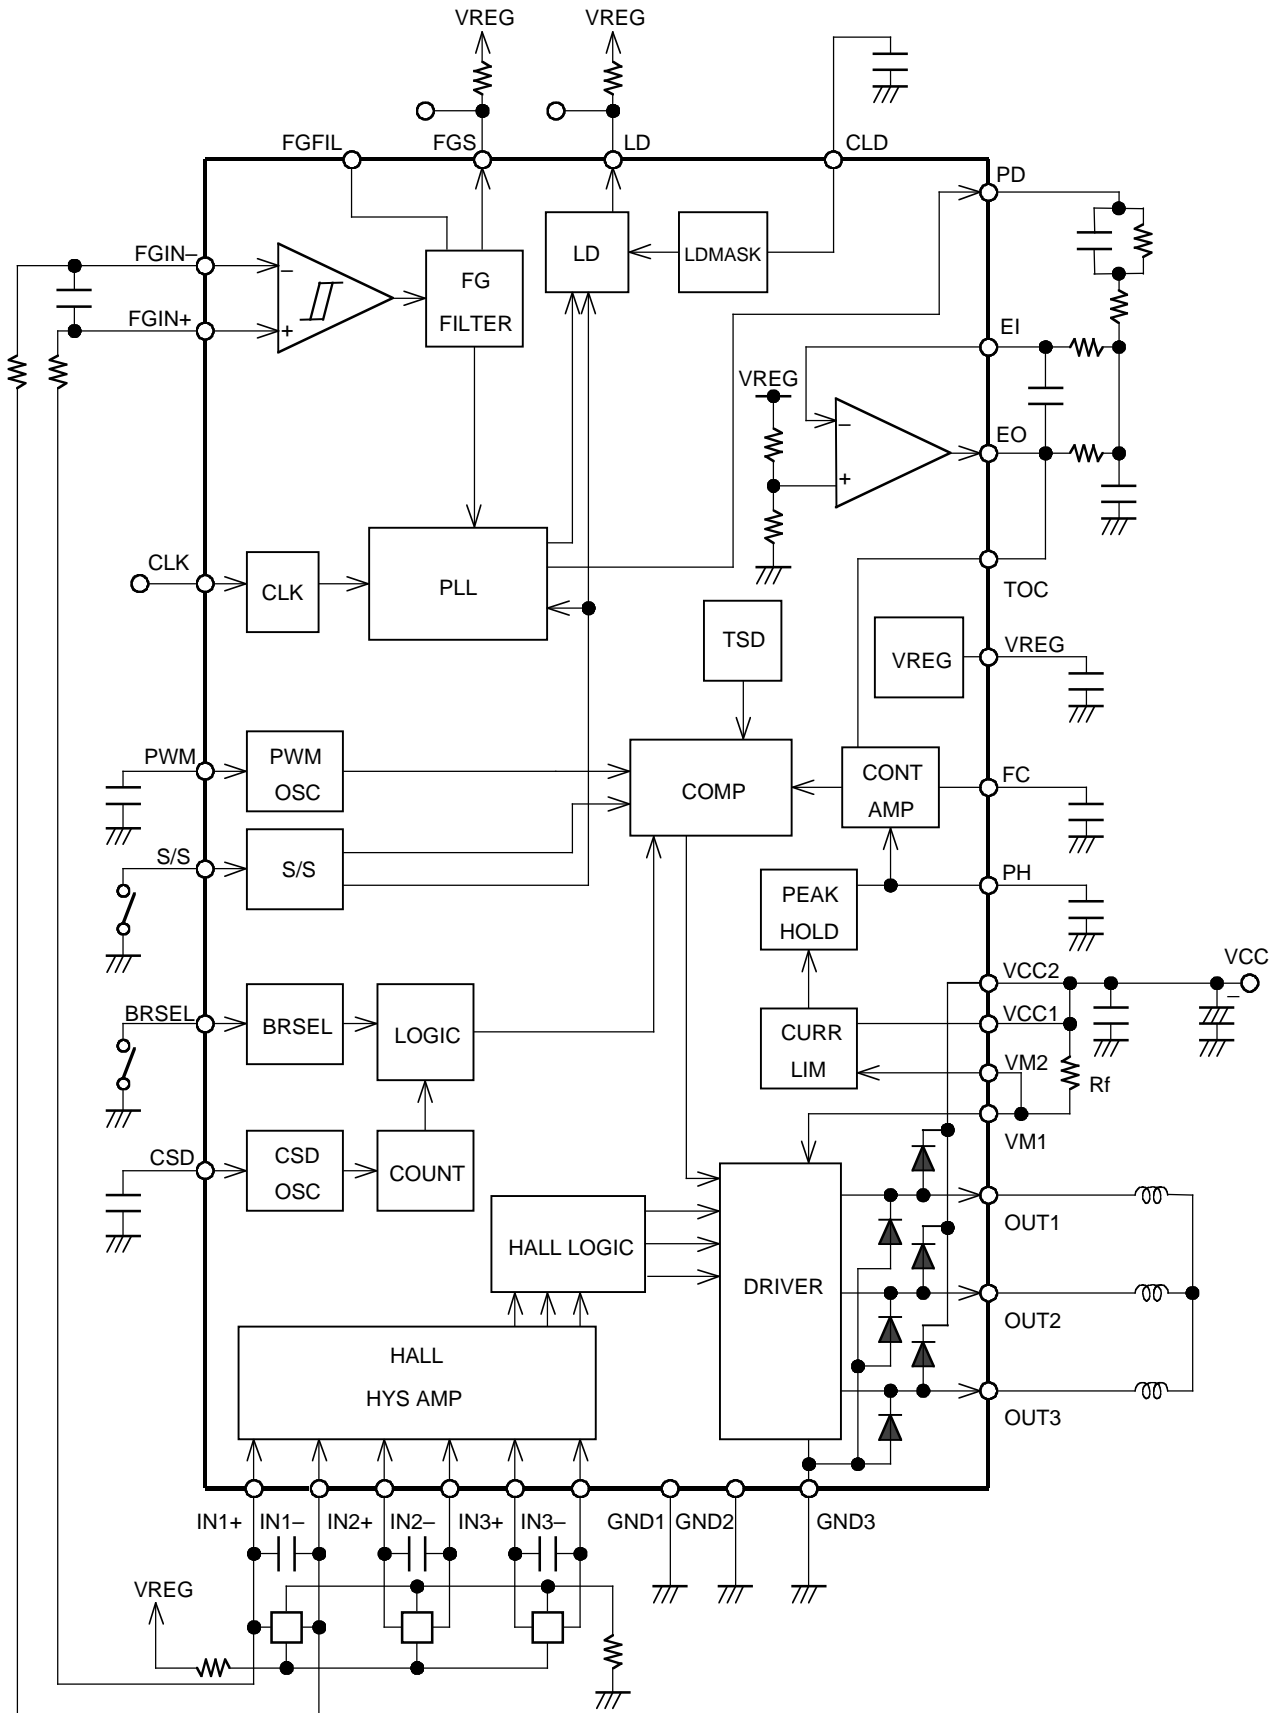 VREG VREG
FGFIL FGS LD CLD
PD
FGIN–
–
FG
FILTER
LD LDMASK
FGIN+
+
EI
VREG
–
EO
+
CLK
CLK PLL
TOC
TSD
VREG VREG
PWM
PWM
OSC
COMP
CONT
AMP
FC
S/S
S/S
PEAK
HOLD
PH
VCC
VCC2
–
BRSEL
BRSEL LOGIC
CURR
LIM
VCC1
VM2
Rf
VM1
CSD
CSD
OSC
COUNT
HALL LOGIC
DRIVER
OUT1
OUT2
HALL
HYS AMP
OUT3
IN1+ IN1– IN2+ IN2– IN3+ IN3– GND1 GND2 GND3
VREG